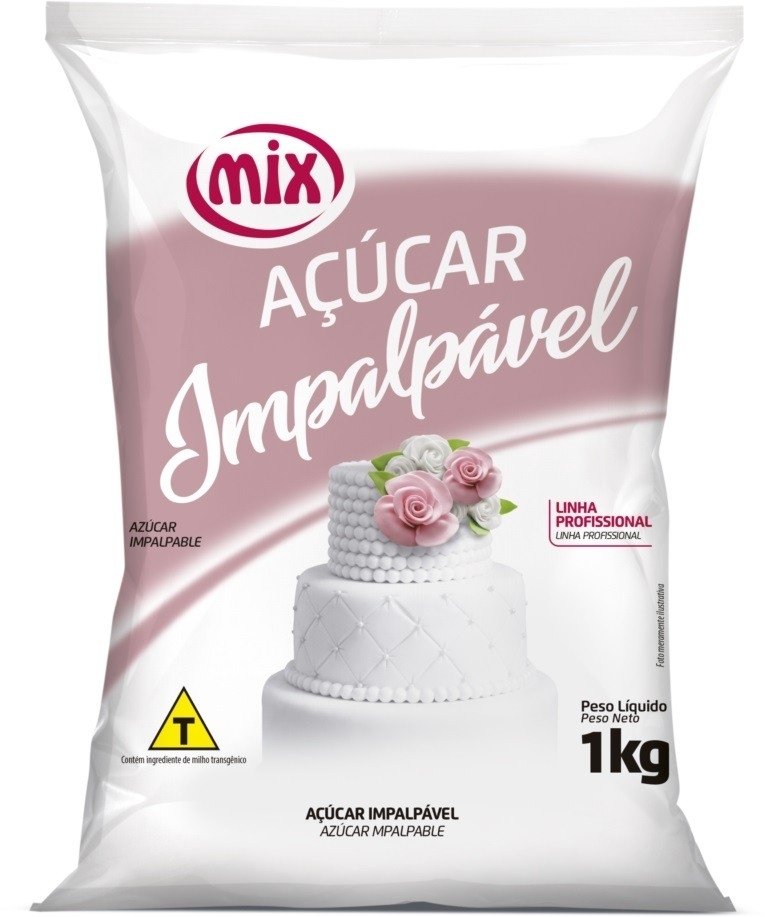 mix
AÇÚCAR
Impalpável
AZÚCAR
IMPALPABLE
LINHA
PROFISSIONAL
LINHA PROFISSIONAL
Foto meramente ilustrativa
T
Contém ingrediente de milho transgênico
Peso Líquido
Peso Neto
1kg
AÇÚCAR IMPALPÁVEL
AZÚCAR MPALPABLE